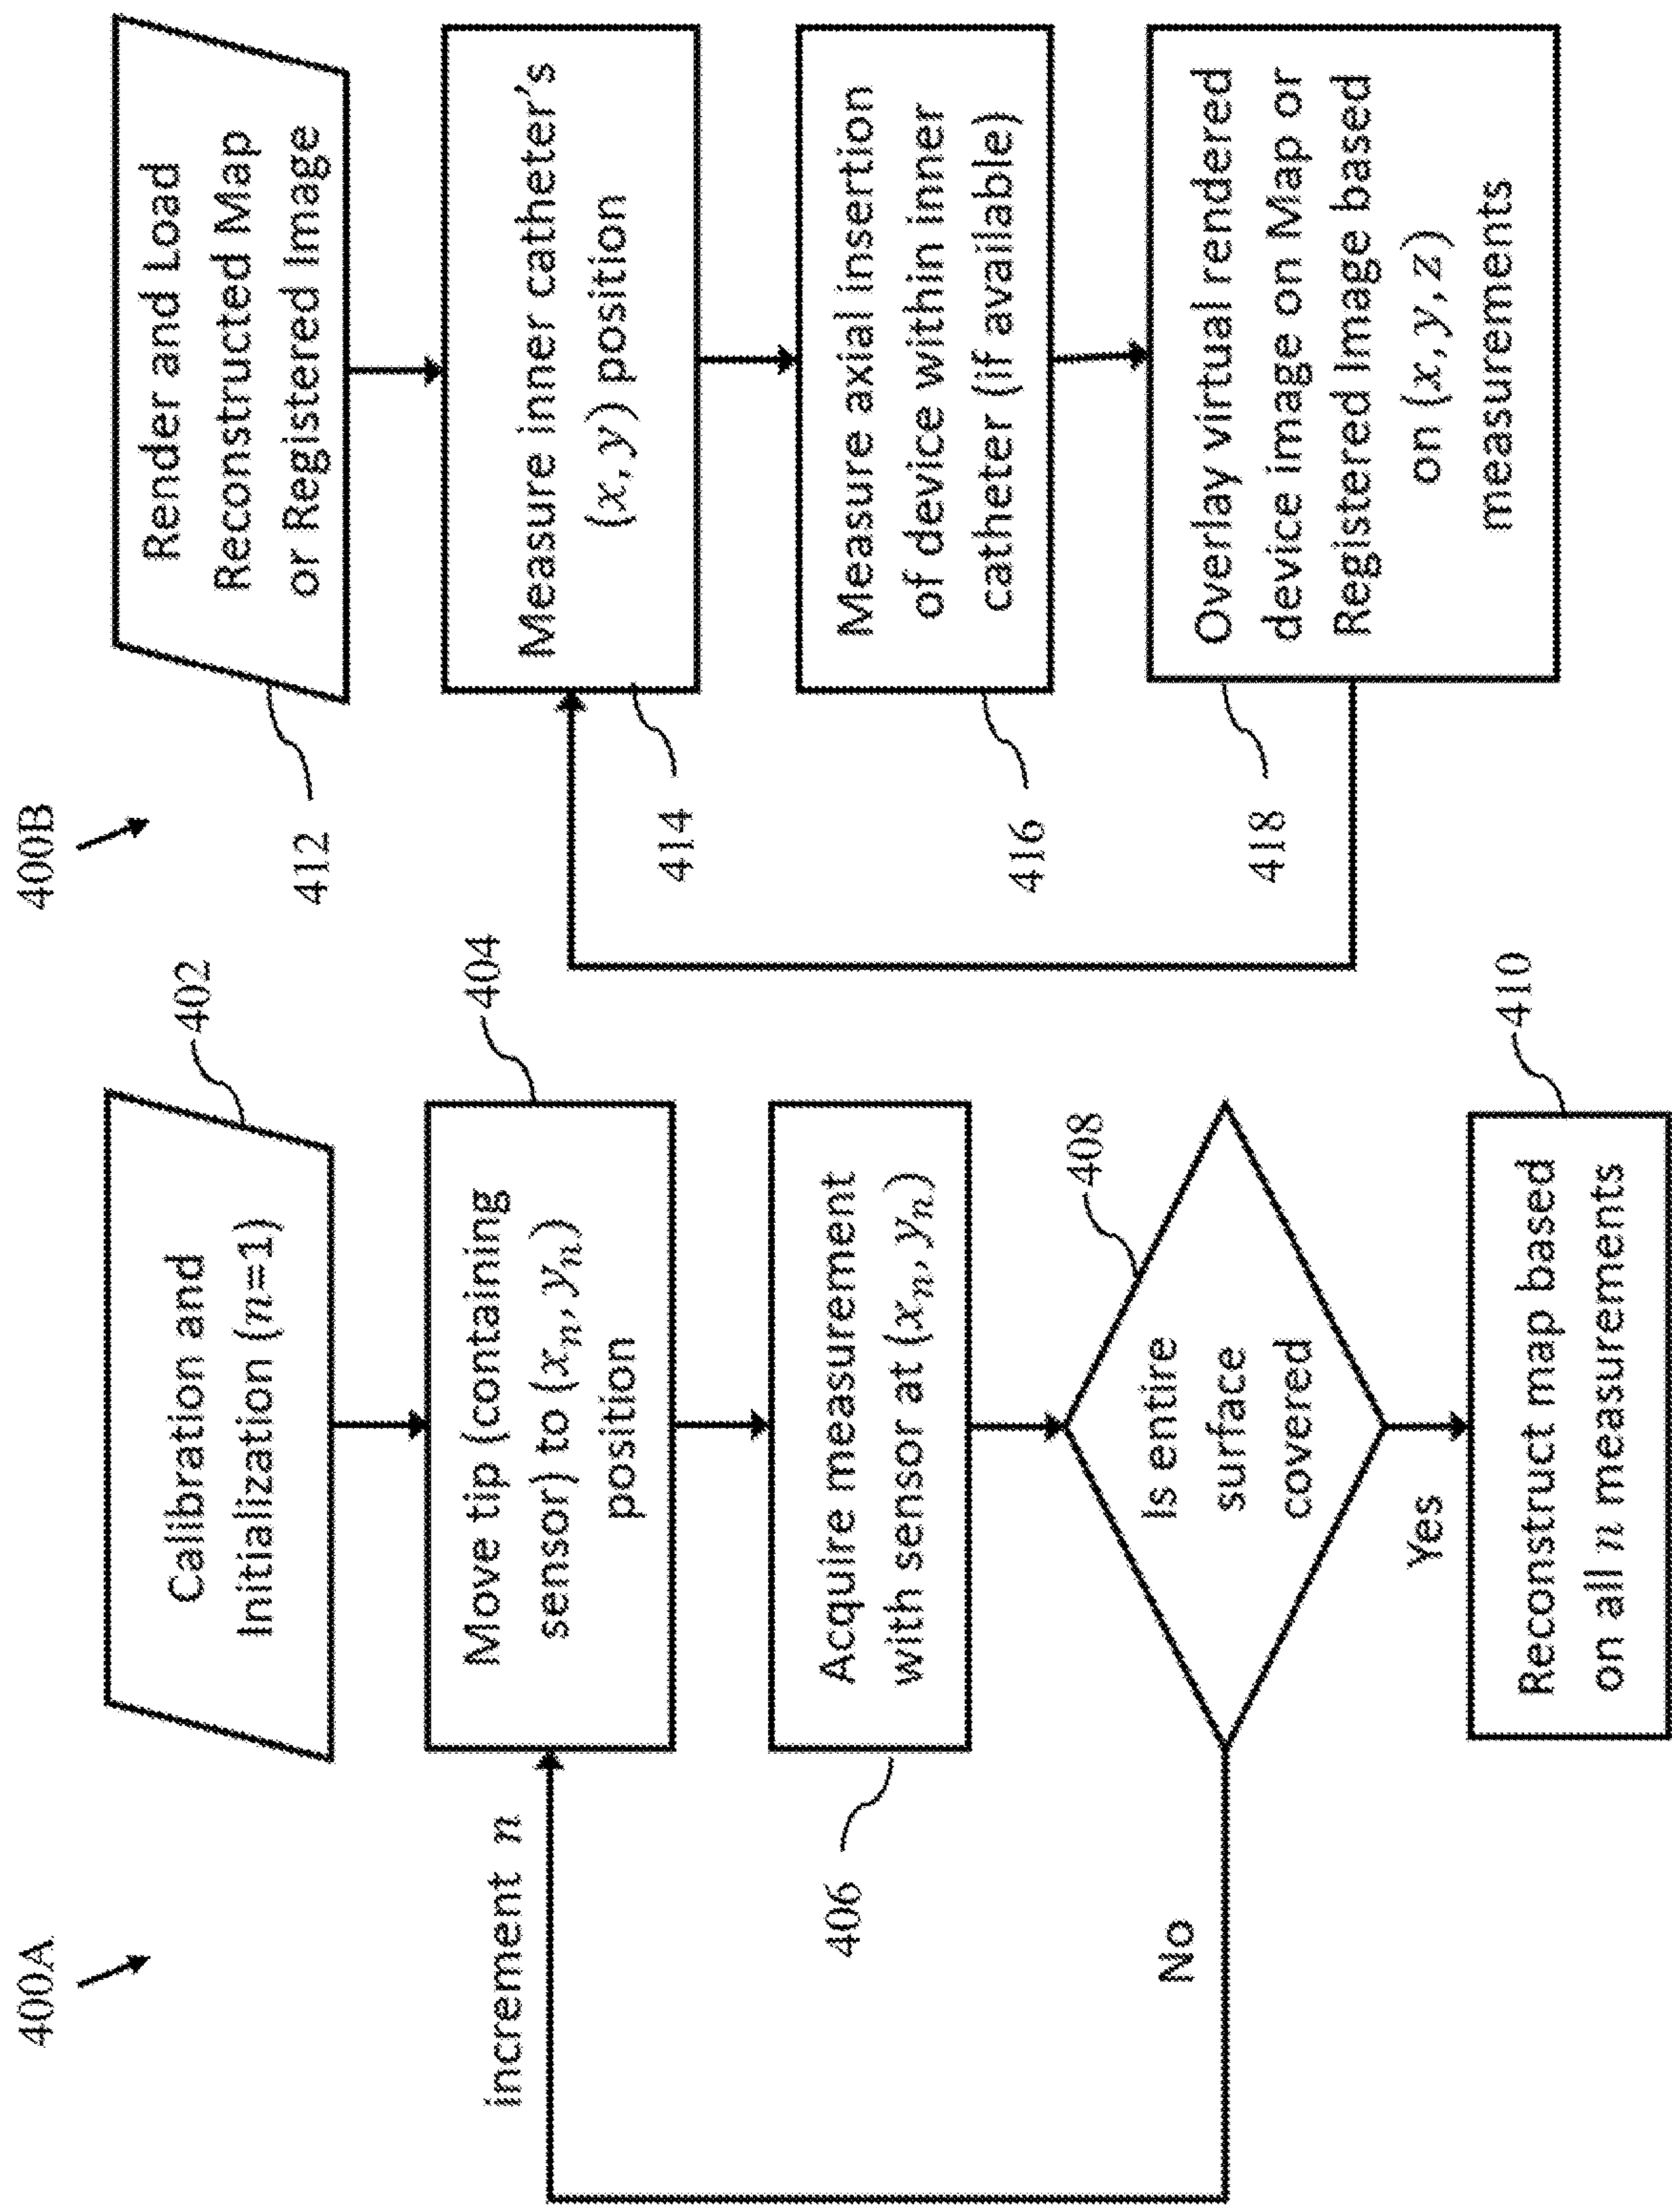 400A
Calibration and
Initialization (n=1)
402
Move tip (containing
sensor) to (xₙ, yₙ)
position
404
increment n
Acquire measurement
with sensor at (xₙ, yₙ)
406
Is entire
surface
covered
408
No
Yes
Reconstruct map based
on all n measurements
410
400B
Render and Load
Reconstructed Map
or Registered Image
412
Measure inner catheter's
(x, y) position
414
Measure axial insertion
of device within inner
catheter (if available)
416
Overlay virtual rendered
device image on Map or
Registered Image based
on (x, y, z)
measurements
418